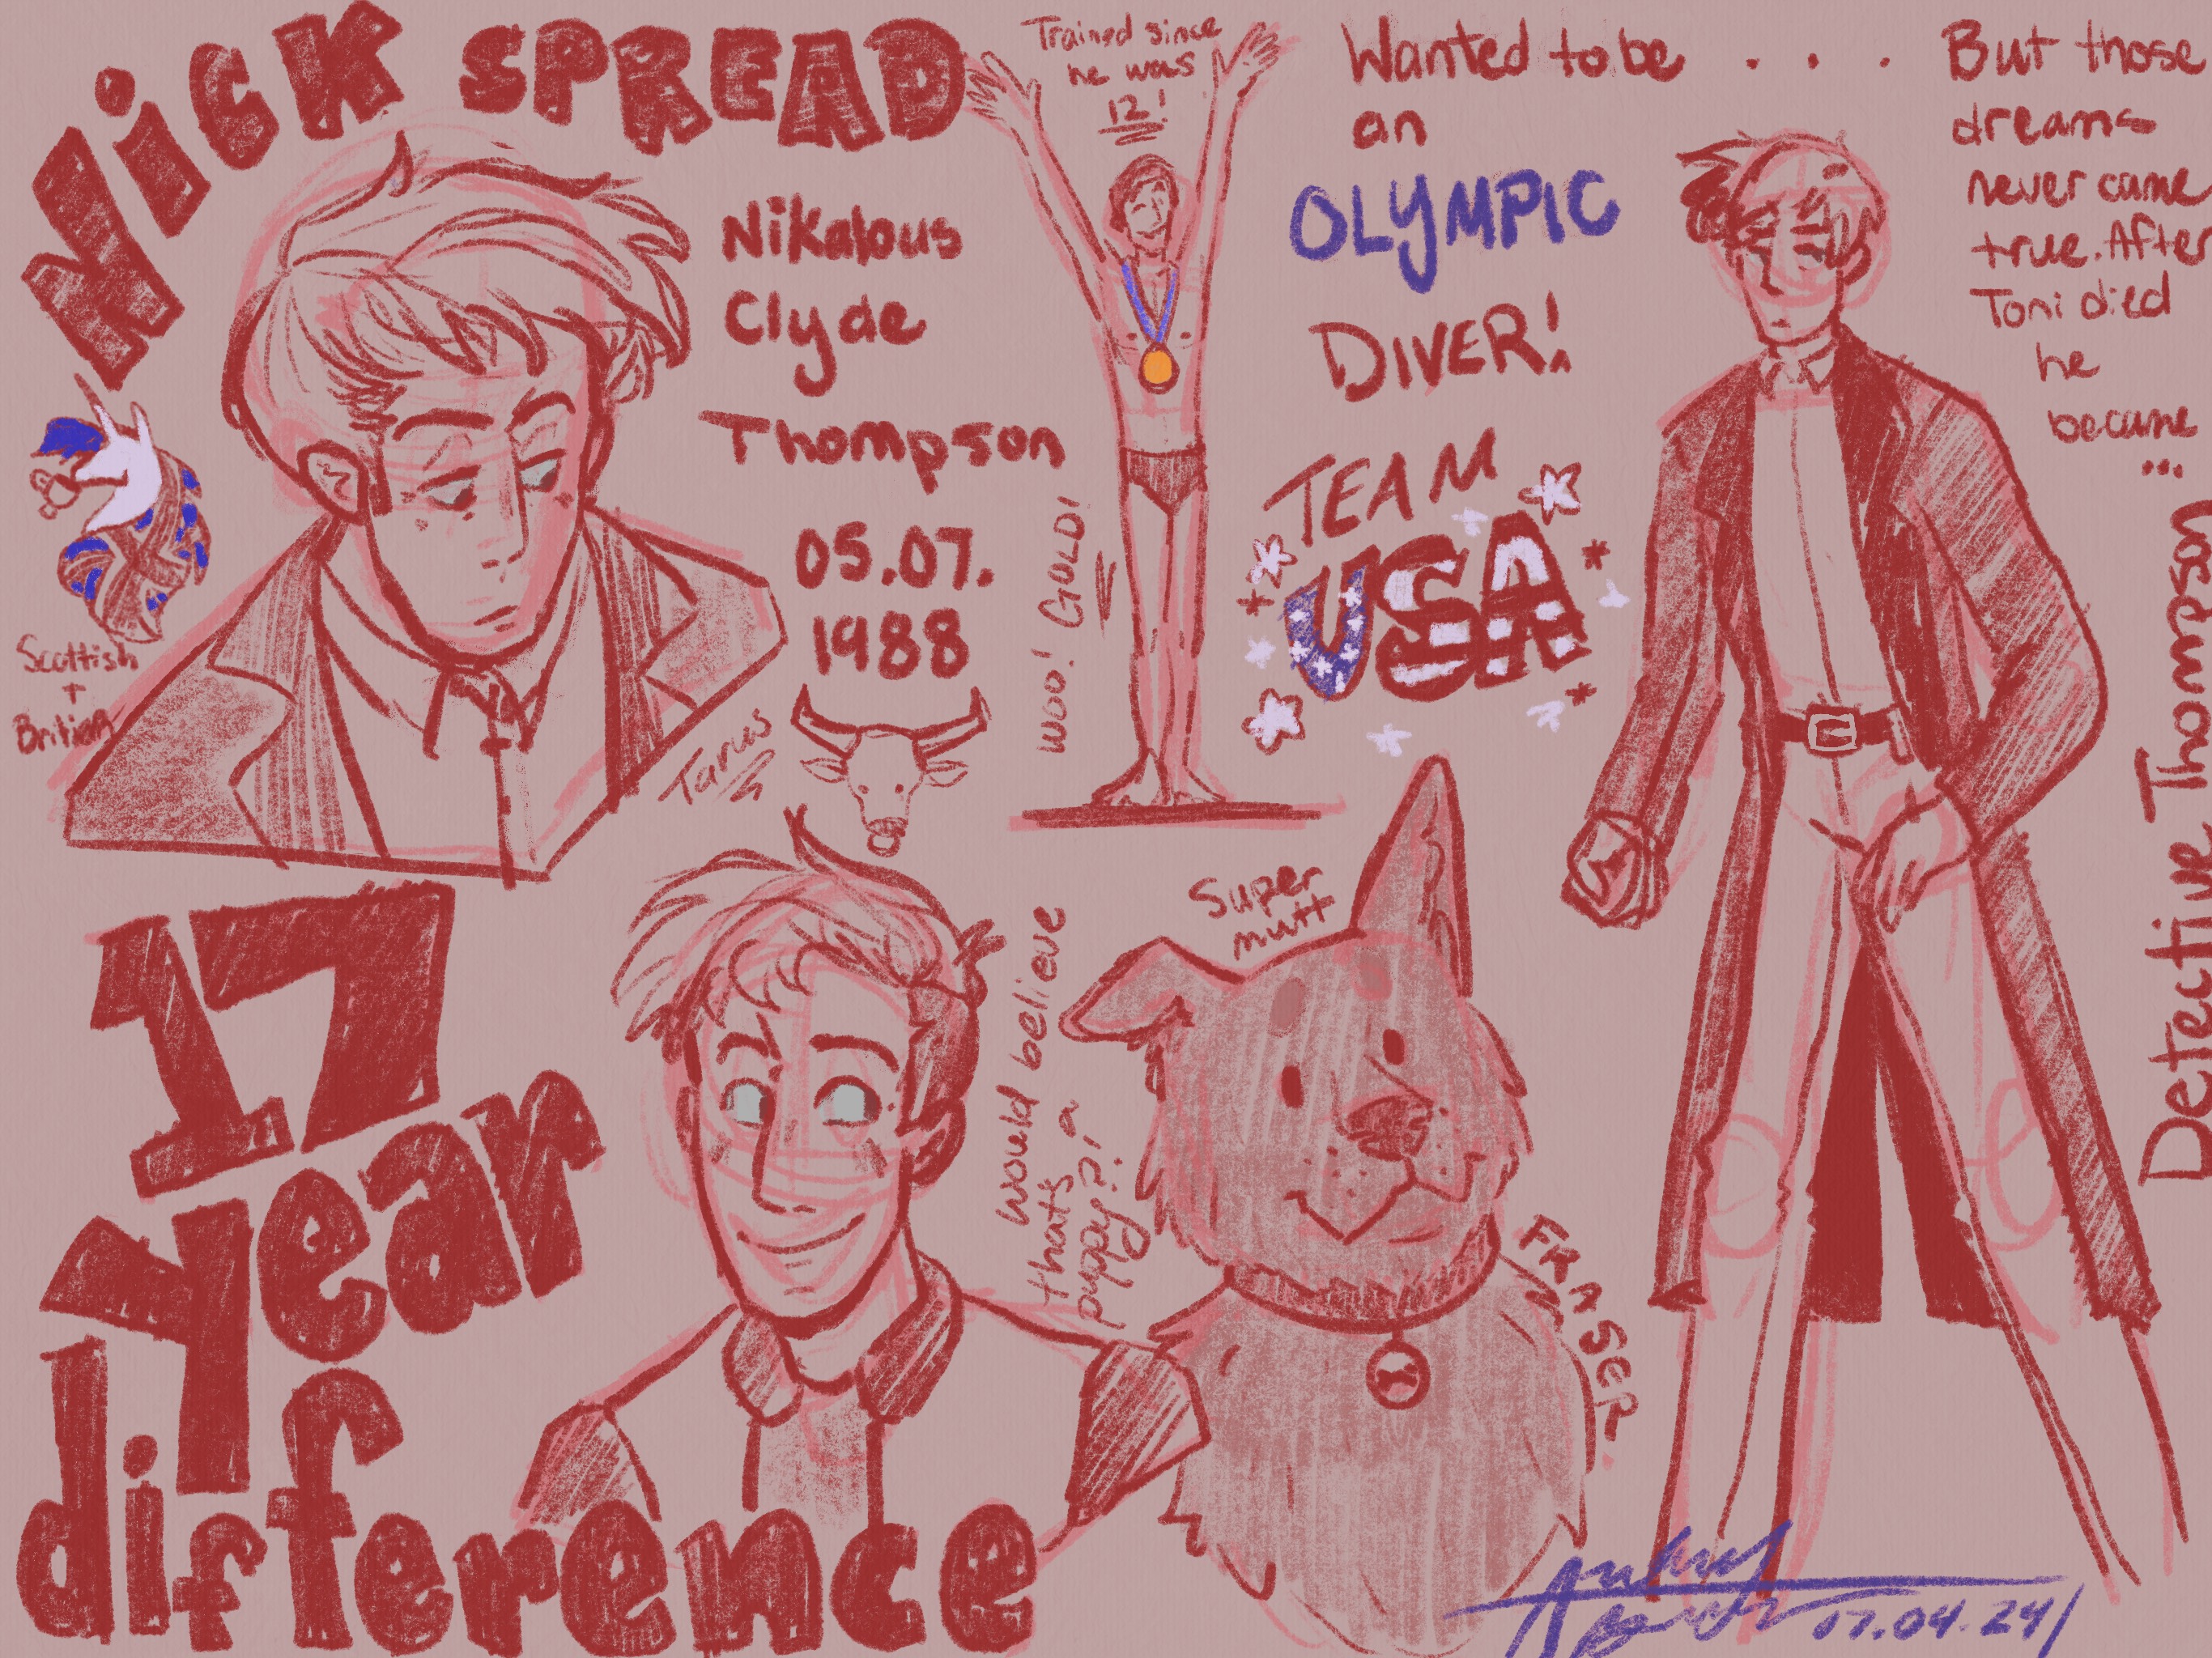 NicK SPREAD
Nikalous
Clyde
Thompson
05.07.
1988
Tarus
Scottish
+
British
Trained since
he was
12!
woo! GOLD!
Wanted to be . . .
an
OLYMPIC
DIVER!
TEAM
USA
But those
dreams
never came
true. After
Toni died
he
became
...
Detective Thompson
17
Year
difference
would believe
that's a
puppy?!
Super
mutt
FRASER.
07.04.24